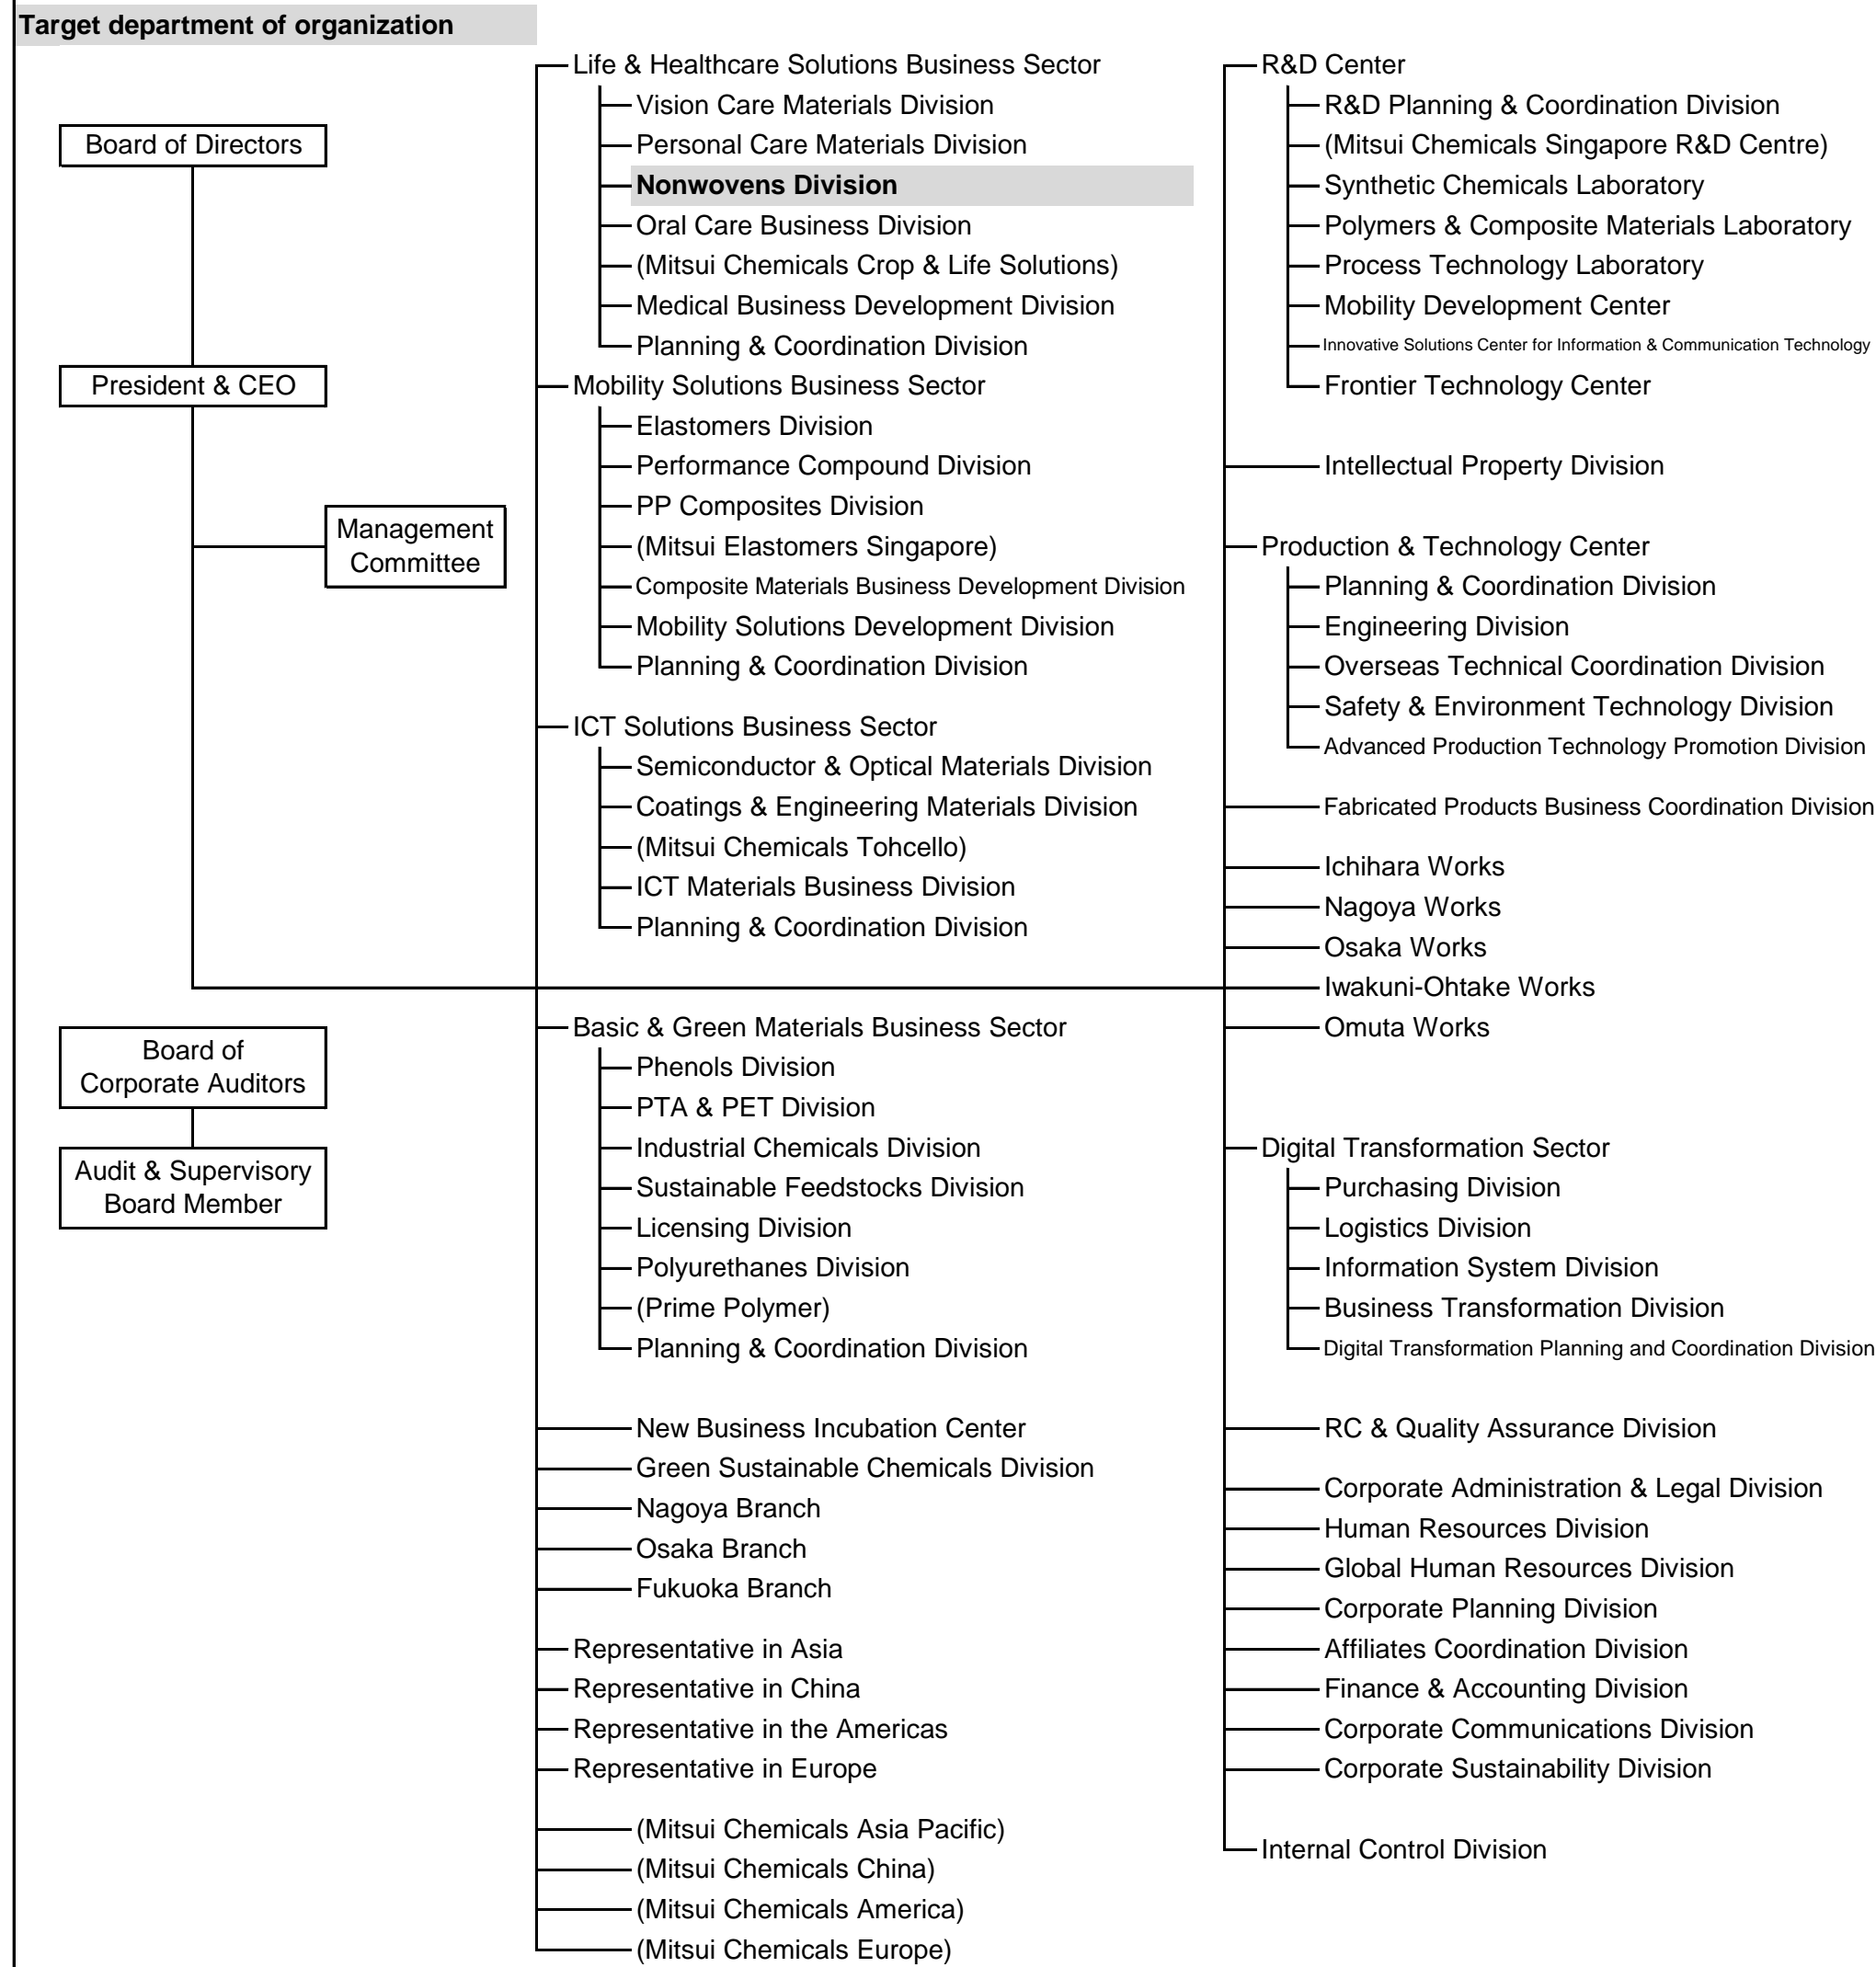 Target department of organization
Board of Directors
President & CEO
Management
Committee
Board of
Corporate Auditors
Audit & Supervisory
Board Member
Life & Healthcare Solutions Business Sector
Vision Care Materials Division
Personal Care Materials Division
Nonwovens Division
Oral Care Business Division
(Mitsui Chemicals Crop & Life Solutions)
Medical Business Development Division
Planning & Coordination Division
Mobility Solutions Business Sector
Elastomers Division
Performance Compound Division
PP Composites Division
(Mitsui Elastomers Singapore)
Composite Materials Business Development Division
Mobility Solutions Development Division
Planning & Coordination Division
ICT Solutions Business Sector
Semiconductor & Optical Materials Division
Coatings & Engineering Materials Division
(Mitsui Chemicals Tohcello)
ICT Materials Business Division
Planning & Coordination Division
Basic & Green Materials Business Sector
Phenols Division
PTA & PET Division
Industrial Chemicals Division
Sustainable Feedstocks Division
Licensing Division
Polyurethanes Division
(Prime Polymer)
Planning & Coordination Division
New Business Incubation Center
Green Sustainable Chemicals Division
Nagoya Branch
Osaka Branch
Fukuoka Branch
Representative in Asia
Representative in China
Representative in the Americas
Representative in Europe
(Mitsui Chemicals Asia Pacific)
(Mitsui Chemicals China)
(Mitsui Chemicals America)
(Mitsui Chemicals Europe)
R&D Center
R&D Planning & Coordination Division
(Mitsui Chemicals Singapore R&D Centre)
Synthetic Chemicals Laboratory
Polymers & Composite Materials Laboratory
Process Technology Laboratory
Mobility Development Center
Innovative Solutions Center for Information & Communication Technology
Frontier Technology Center
Intellectual Property Division
Production & Technology Center
Planning & Coordination Division
Engineering Division
Overseas Technical Coordination Division
Safety & Environment Technology Division
Advanced Production Technology Promotion Division
Fabricated Products Business Coordination Division
Ichihara Works
Nagoya Works
Osaka Works
Iwakuni-Ohtake Works
Omuta Works
Digital Transformation Sector
Purchasing Division
Logistics Division
Information System Division
Business Transformation Division
Digital Transformation Planning and Coordination Division
RC & Quality Assurance Division
Corporate Administration & Legal Division
Human Resources Division
Global Human Resources Division
Corporate Planning Division
Affiliates Coordination Division
Finance & Accounting Division
Corporate Communications Division
Corporate Sustainability Division
Internal Control Division